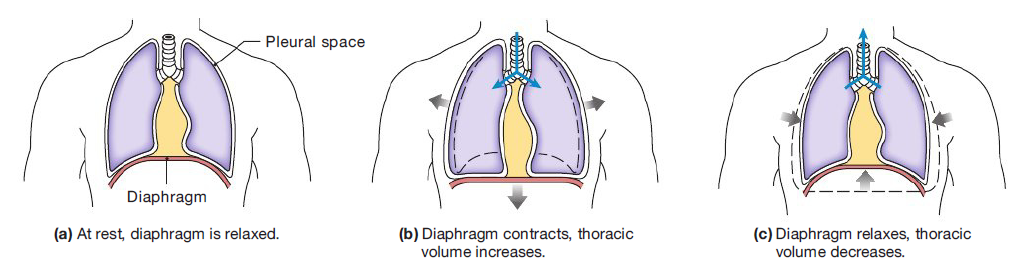 Pleural space
Diaphragm
(a) At rest, diaphragm is relaxed.
(b) Diaphragm contracts, thoracic
volume increases.
(c) Diaphragm relaxes, thoracic
volume decreases.